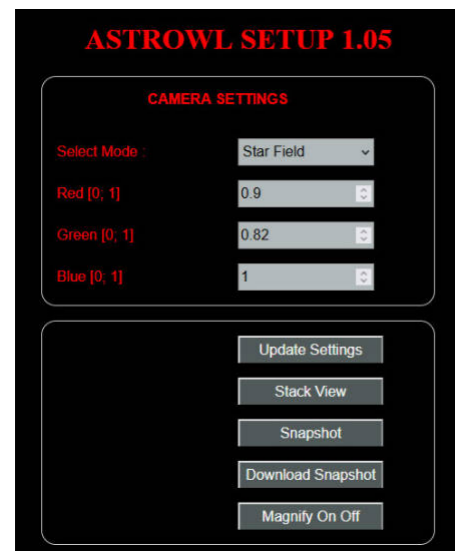 ASTROWL SETUP 1.05
CAMERA SETTINGS
Select Mode : Star Field
Red [0; 1] 0.9
Green [0; 1] 0.82
Blue [0; 1] 1
Update Settings
Stack View
Snapshot
Download Snapshot
Magnify On Off